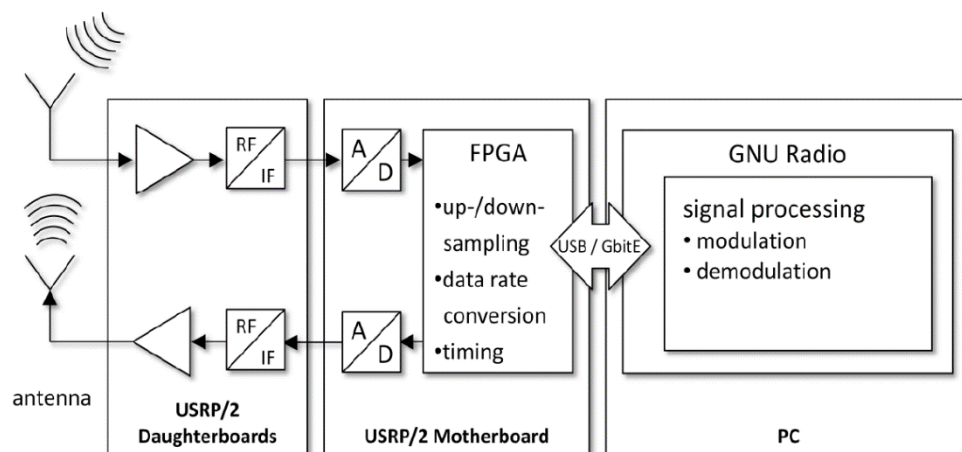 RF
IF
A
D
FPGA
•up-/down-
sampling
•data rate
conversion
•timing
USB / GbitE
GNU Radio
signal processing
• modulation
• demodulation
RF
IF
A
D
antenna
USRP/2
Daughterboards
USRP/2 Motherboard
PC